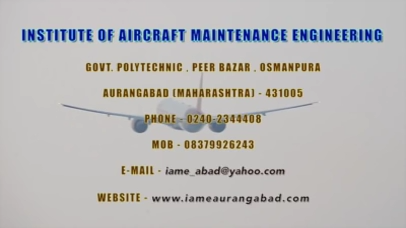 INSTITUTE OF AIRCRAFT MAINTENANCE ENGINEERING
GOVT. POLYTECHNIC , PEER BAZAR , OSMANPURA
AURANGABAD (MAHARASHTRA) - 431005
PHONE - 0240-2344408
MOB - 08379926243
E-MAIL - iame_abad@yahoo.com
WEBSITE - www.iameaurangabad.com